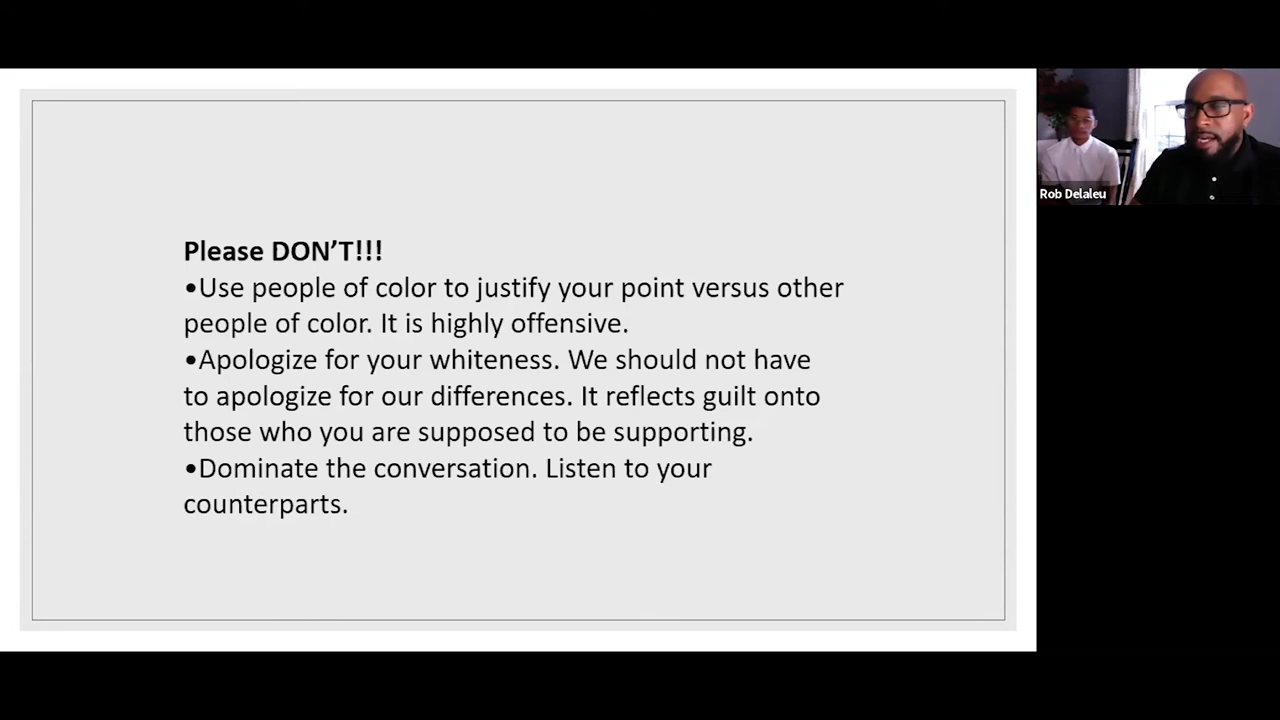 Please DON’T!!!
•Use people of color to justify your point versus other
people of color. It is highly offensive.
•Apologize for your whiteness. We should not have
to apologize for our differences. It reflects guilt onto
those who you are supposed to be supporting.
•Dominate the conversation. Listen to your
counterparts.
Rob Delaleu